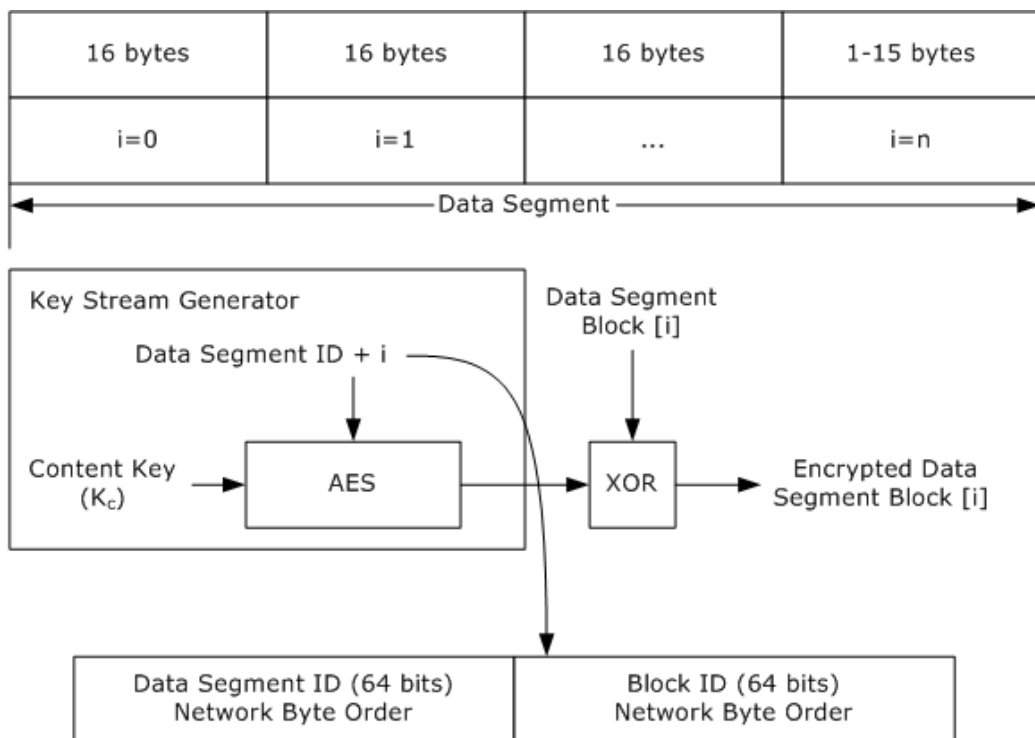 16 bytes
16 bytes
16 bytes
1-15 bytes
i=0
i=1
...
i=n
Data Segment
Key Stream Generator
Data Segment ID + i
Content Key
(Kc)
AES
Data Segment
Block [i]
XOR
Encrypted Data
Segment Block [i]
Data Segment ID (64 bits)
Network Byte Order
Block ID (64 bits)
Network Byte Order